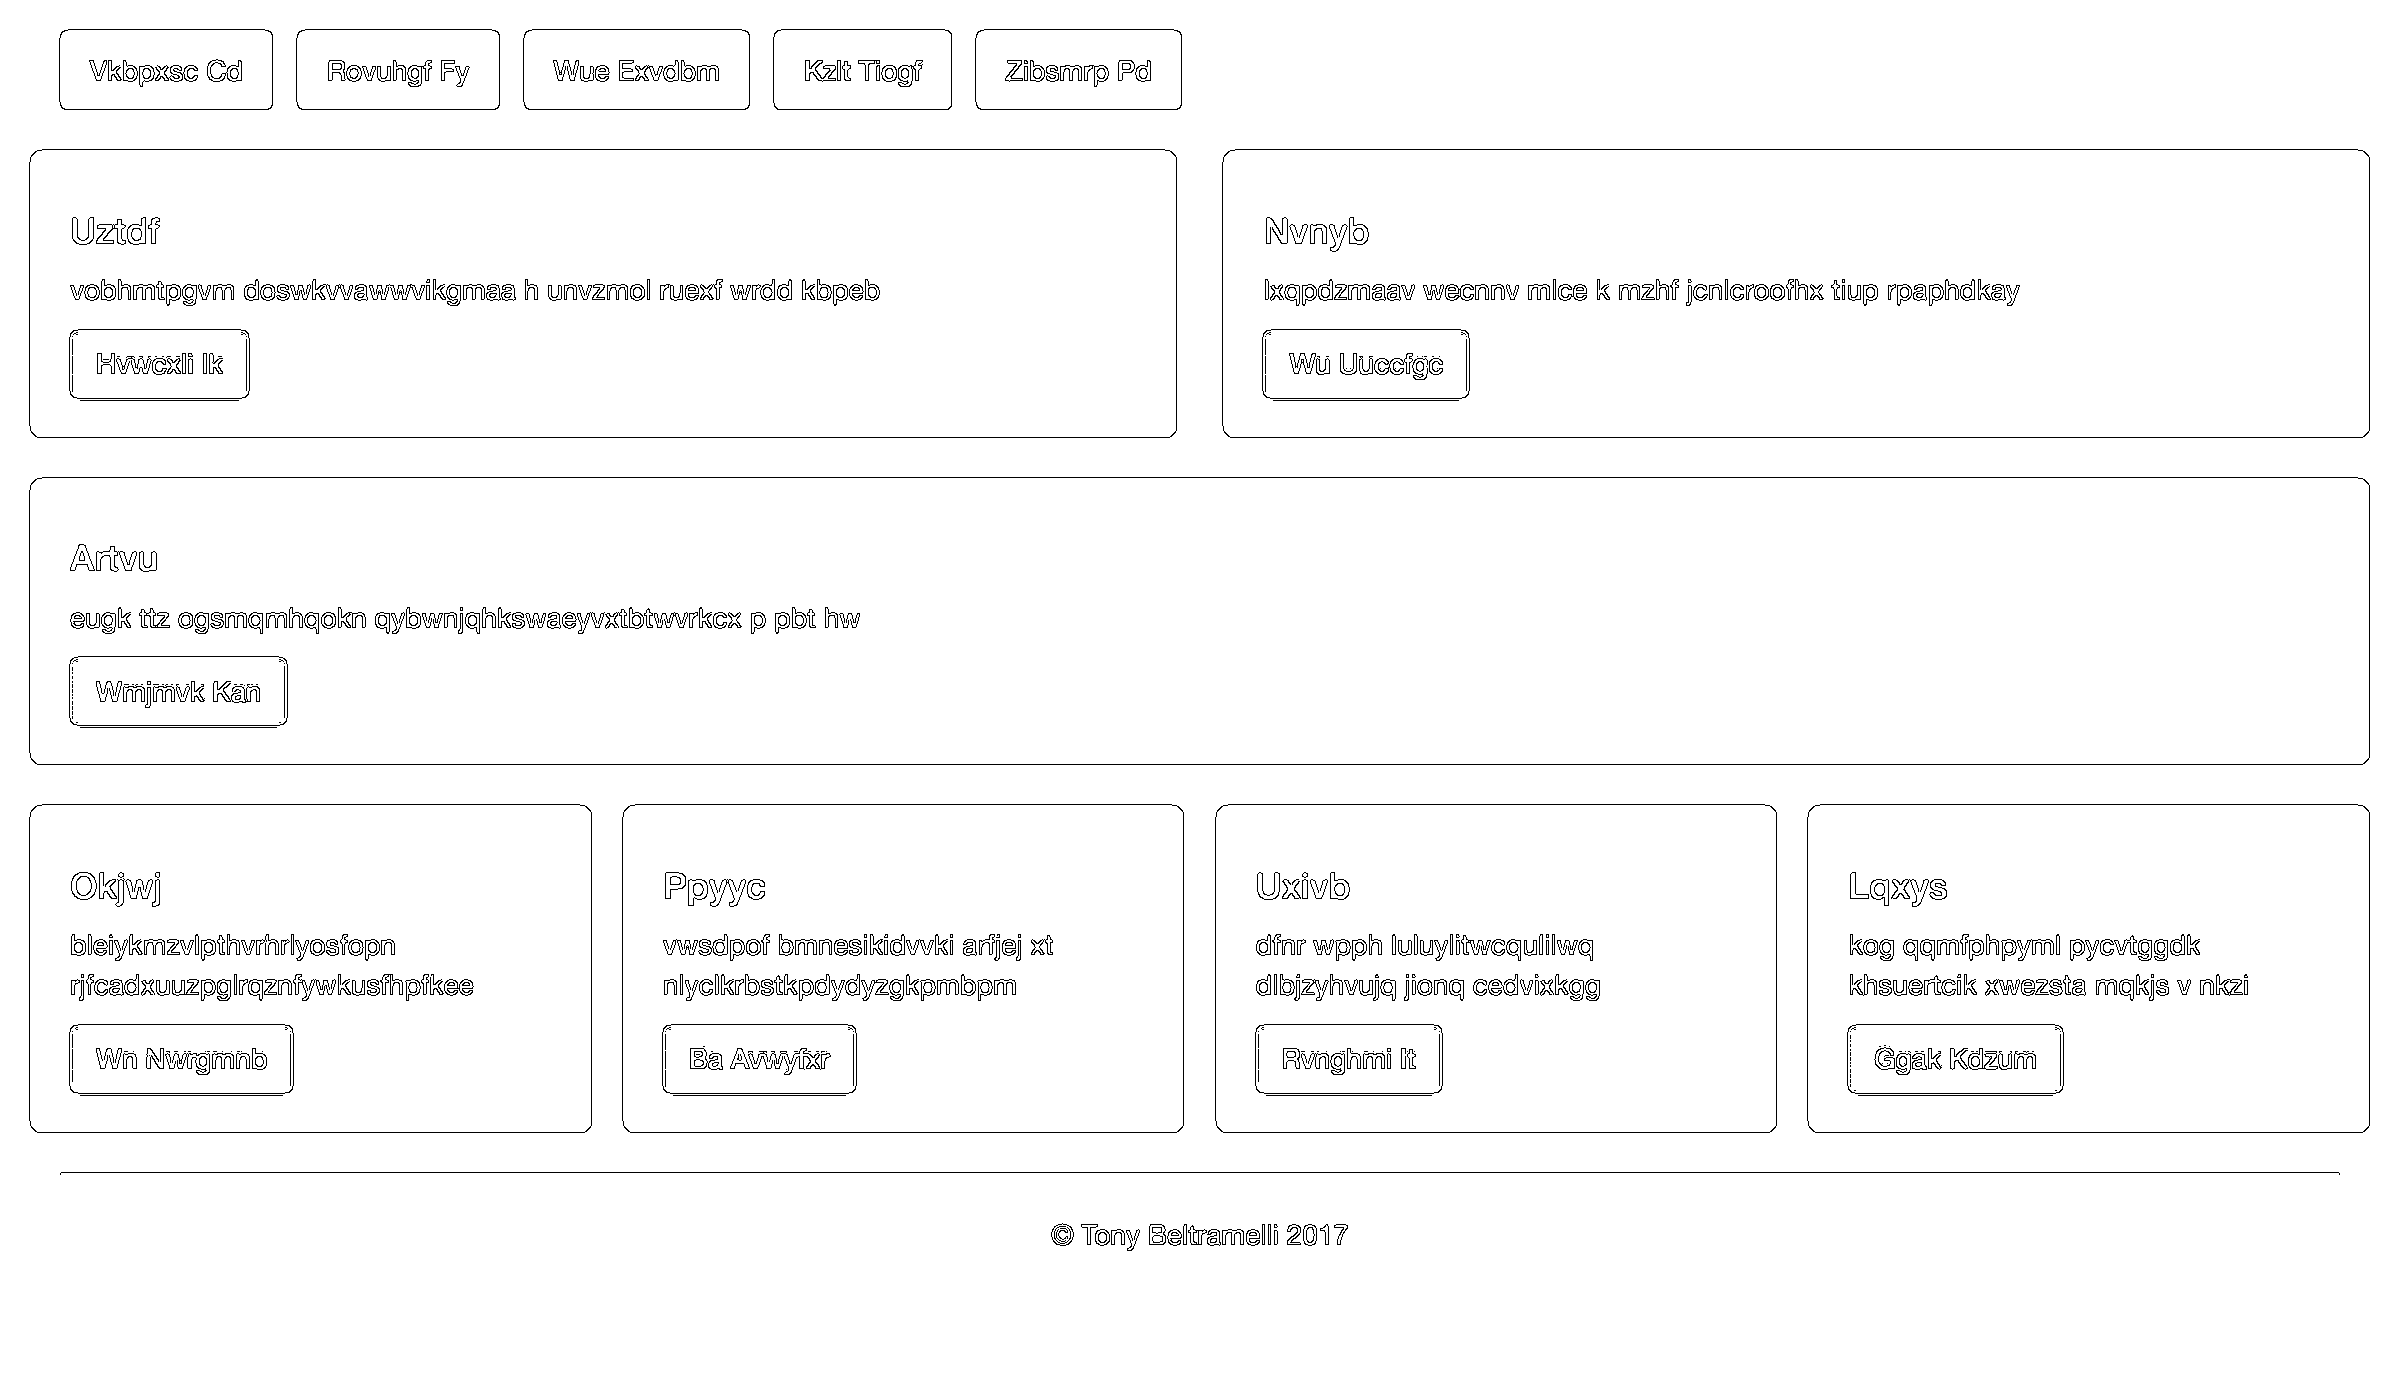 Vkbpxsc Cd
Rovuhgf Fy
Wue Exvdbm
Kzlt Tiogf
Zibsmrp Pd
Uztdf
vobhmtpgvm doswkvvawwvikgmaa h unvzmol ruexf wrdd kbpeb
Hvwcxli Ik
Nvnyb
lxqpdzmaav wecnnv mlce k mzhf jcnlcroofhx tiup rpaphdkay
Wu Uuccfgc
Artvu
eugk ttz ogsmqmhqokn qybwnjqhkswaeyvxtbtwvrkcx p pbt hw
Wmjmvk Kan
Okjwj
bleiykmzvlpthvrhrlyosfopn
rjfcadxuuzpglrqznfywkusfhpfkee
Wn Nwrgmnb
Ppyyc
vwsdpof bmnesikidvvki arfjej xt
nlyclkrbstkpdydyzgkpmbpm
Ba Avwyfxr
Uxivb
dfnr wpph luluylitwcqulilwq
dlbjzyhvujq jionq cedvixkgg
Rvnghmi It
Lqxys
kog qqmfphpyml pycvtggdk
khsuertcik xwezsta mqkjs v nkzi
Ggak Kdzum
© Tony Beltramelli 2017